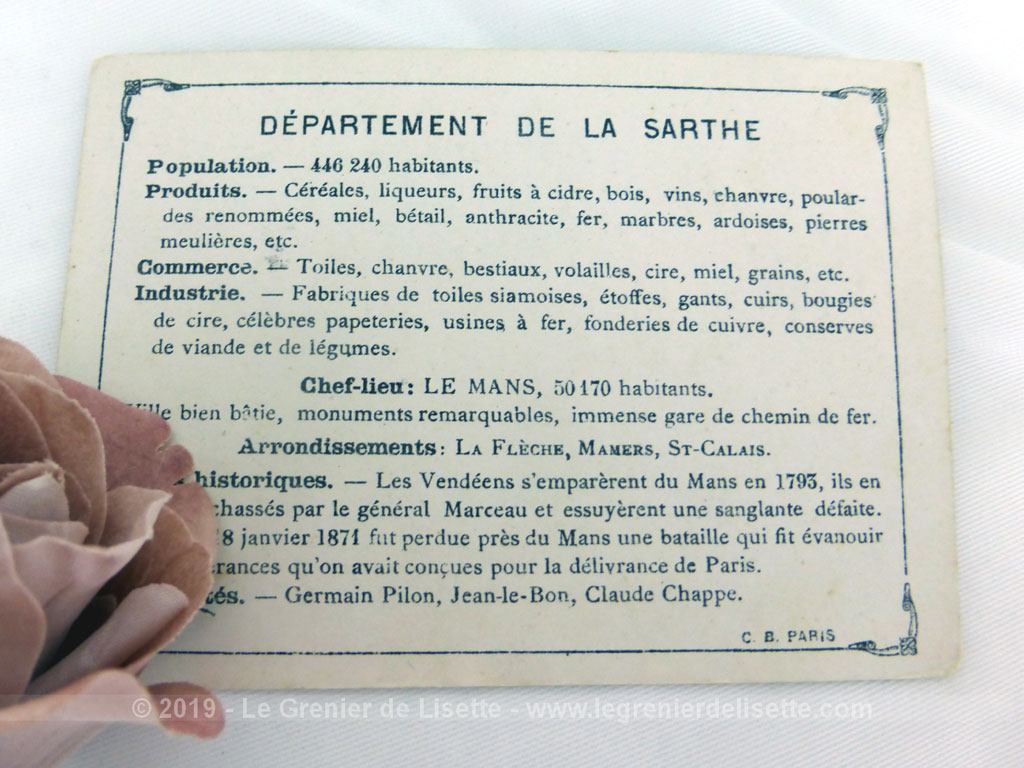 DÉPARTEMENT DE LA SARTHE
Population. — 446 240 habitants.
Produits. — Céréales, liqueurs, fruits à cidre, bois, vins, chanvre, poular-
des renommées, miel, bétail, anthracite, fer, marbres, ardoises, pierres
meulières, etc.
Commerce. — Toiles, chanvre, bestiaux, volailles, cire, miel, grains, etc.
Industrie. — Fabriques de toiles siamoises, étoffes, gants, cuirs, bougies
de cire, célèbres papeteries, usines à fer, fonderies de cuivre, conserves
de viande et de légumes.
Chef-lieu: LE MANS, 50170 habitants.
Ville bien bâtie, monuments remarquables, immense gare de chemin de fer.
Arrondissements: LA FLÈCHE, MAMERS, ST-CALAIS.
historiques. — Les Vendéens s'emparèrent du Mans en 1793, ils en
chassés par le général Marceau et essuyèrent une sanglante défaite.
8 janvier 1871 fut perdue près du Mans une bataille qui fit évanouir
qu'on avait conçues pour la délivrance de Paris.
— Germain Pilon, Jean-le-Bon, Claude Chappe.
C. B. PARIS
© 2019 - Le Grenier de Lisette - www.legrenierdelisette.com